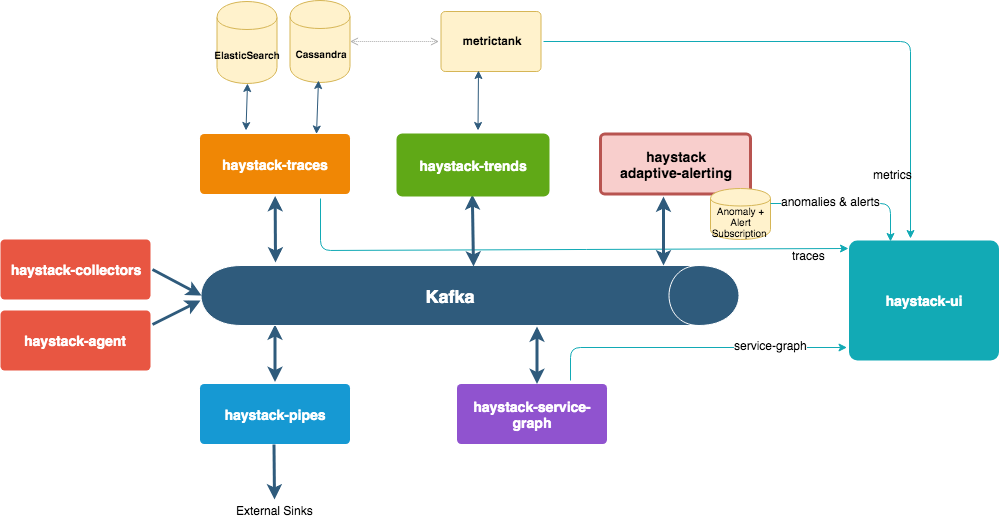 ElasticSearch
Cassandra
metrictank
haystack-traces
haystack-trends
haystack
adaptive-alerting
metrics
Anomaly +
Alert
Subscription
anomalies & alerts
traces
haystack-collectors
haystack-agent
Kafka
haystack-ui
service-graph
haystack-pipes
haystack-service-
graph
External Sinks